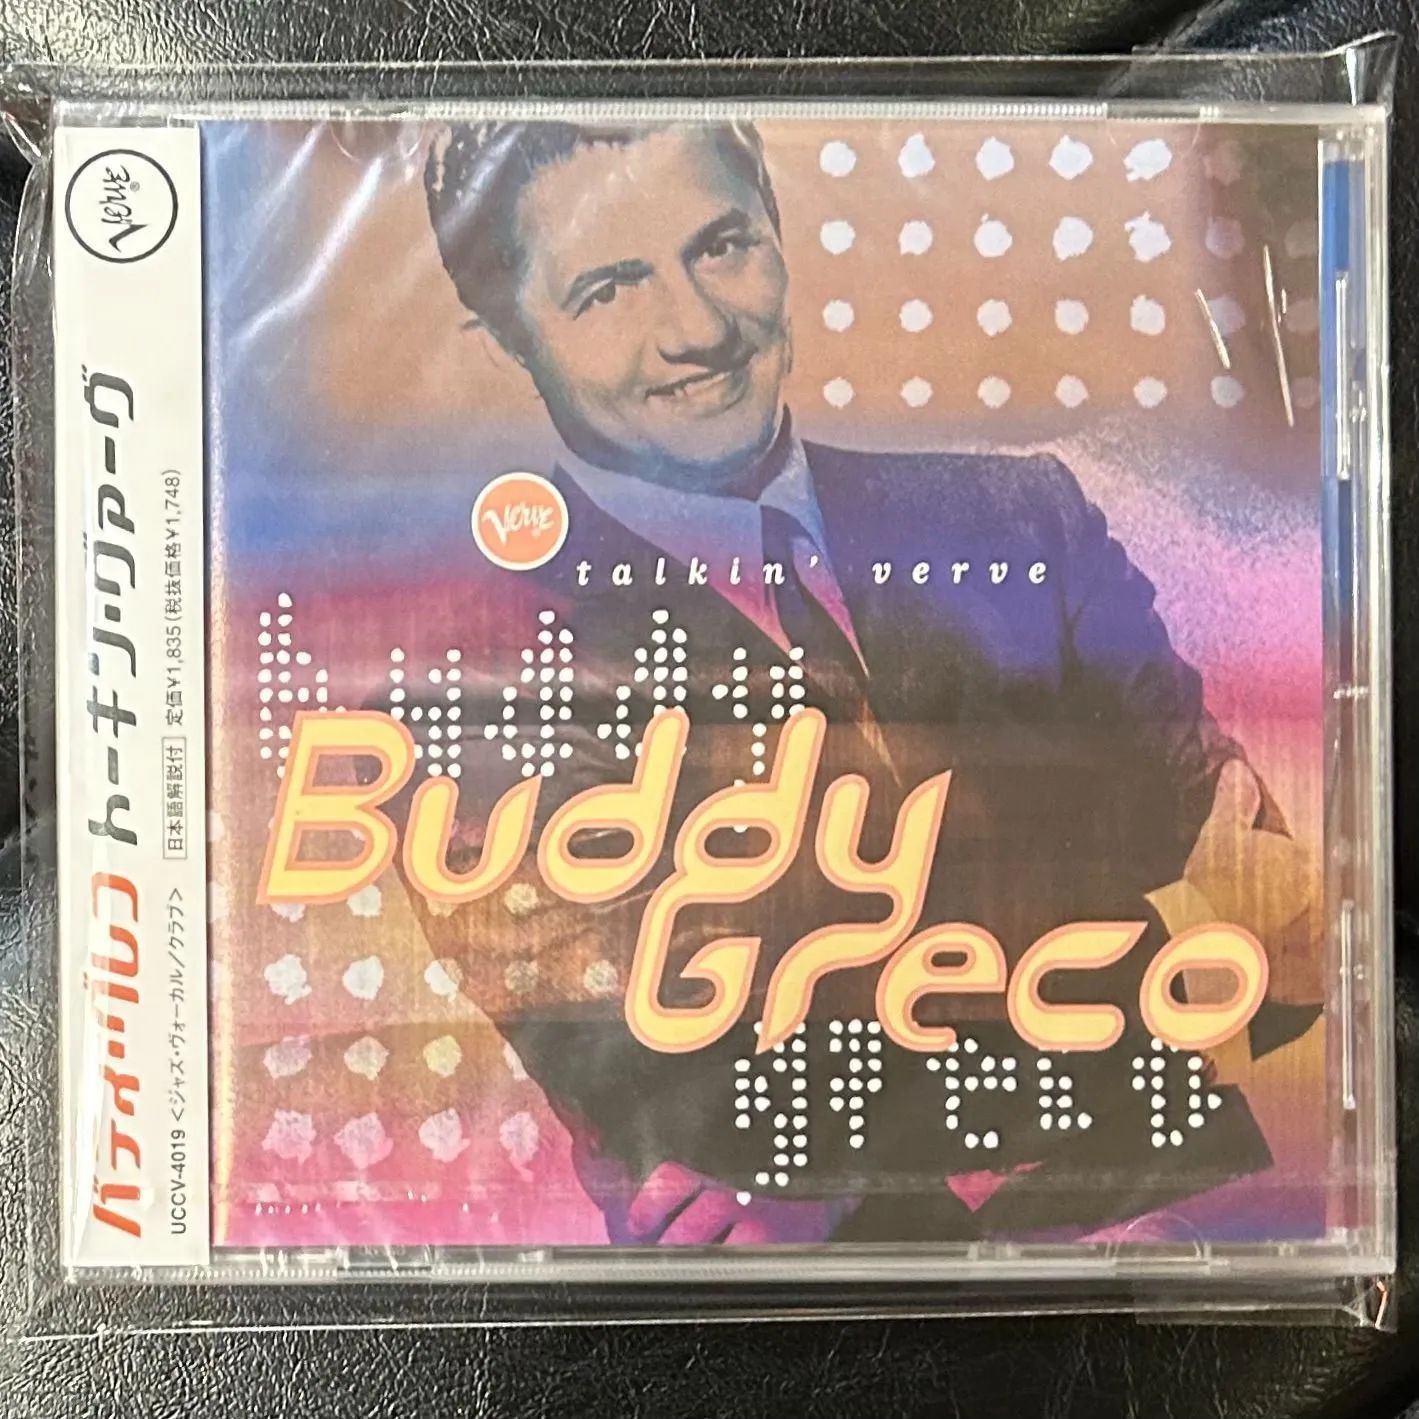 Verve
バディ・グレコ トーキン・ヴァーヴ
UCCV-4019 <ジャズ・ヴォーカル/クラブ> 日本語解説付 定価¥1,835(税抜価格¥1,748)
Verve
talkin' verve
buddy
Buddy
Greco
greco